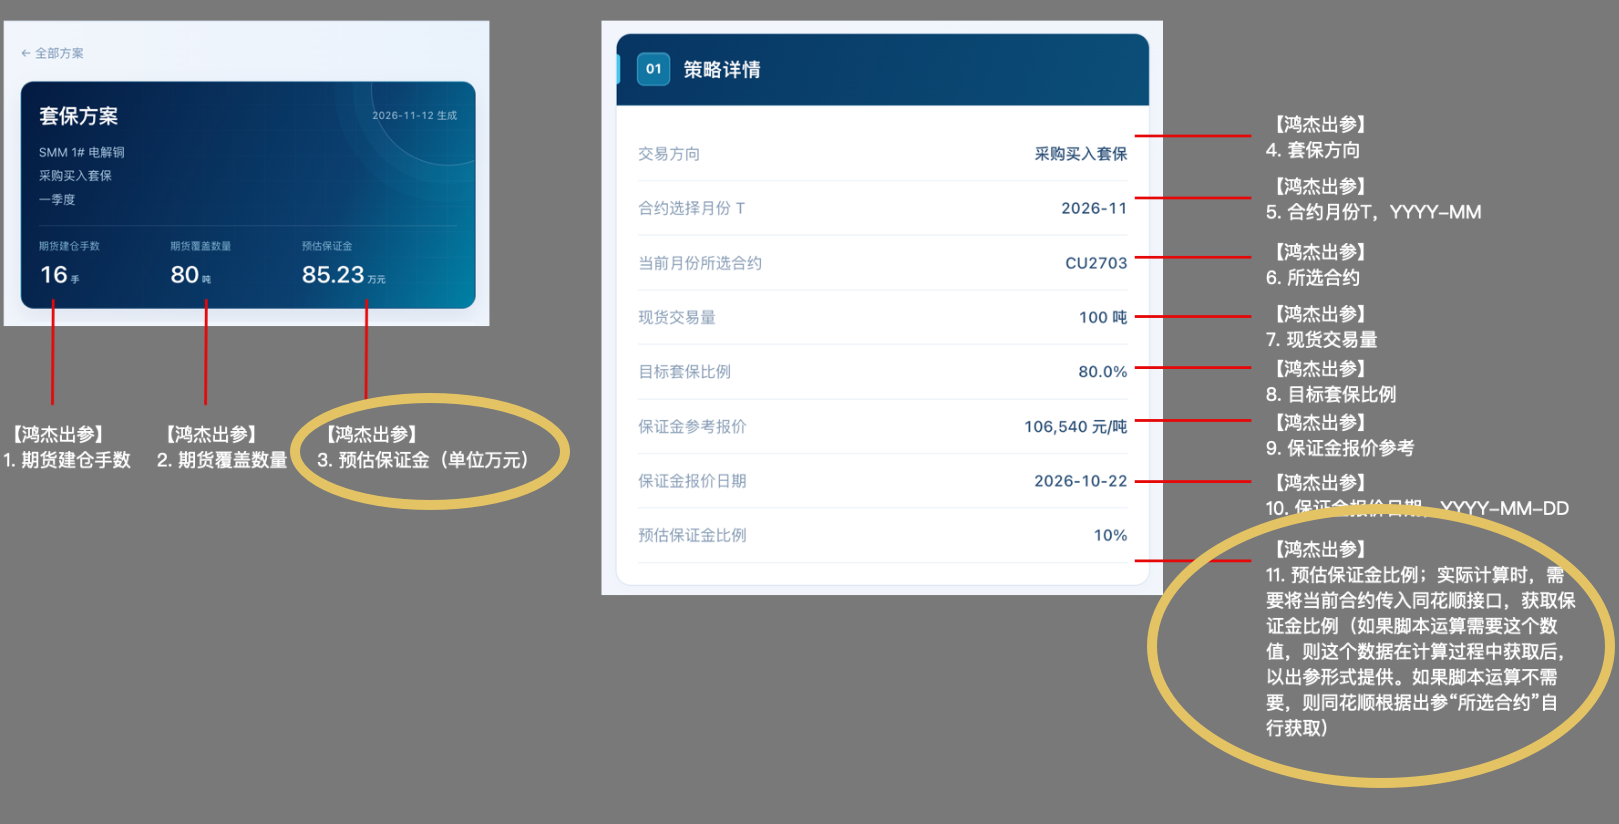 ← 全部方案
套保方案
2026-11-12 生成
SMM 1# 电解铜
采购买入套保
一季度
期货建仓手数
期货覆盖数量
预估保证金
16 手
80 吨
85.23 万元
【鸿杰出参】
1. 期货建仓手数
【鸿杰出参】
2. 期货覆盖数量
【鸿杰出参】
3. 预估保证金（单位万元）
01 策略详情
交易方向 采购买入套保
合约选择月份 T 2026-11
当前月份所选合约 CU2703
现货交易量 100 吨
目标套保比例 80.0%
保证金参考报价 106,540 元/吨
保证金报价日期 2026-10-22
预估保证金比例 10%
【鸿杰出参】
4. 套保方向
【鸿杰出参】
5. 合约月份T，YYYY-MM
【鸿杰出参】
6. 所选合约
【鸿杰出参】
7. 现货交易量
【鸿杰出参】
8. 目标套保比例
【鸿杰出参】
9. 保证金报价参考
【鸿杰出参】
10. 保证金报价日期，YYYY-MM-DD
【鸿杰出参】
11. 预估保证金比例；实际计算时，需
要将当前合约传入同花顺接口，获取保
证金比例（如果脚本运算需要这个数
值，则这个数据在计算过程中获取后，
以出参形式提供。如果脚本运算不需
要，则同花顺根据出参“所选合约”自
行获取）